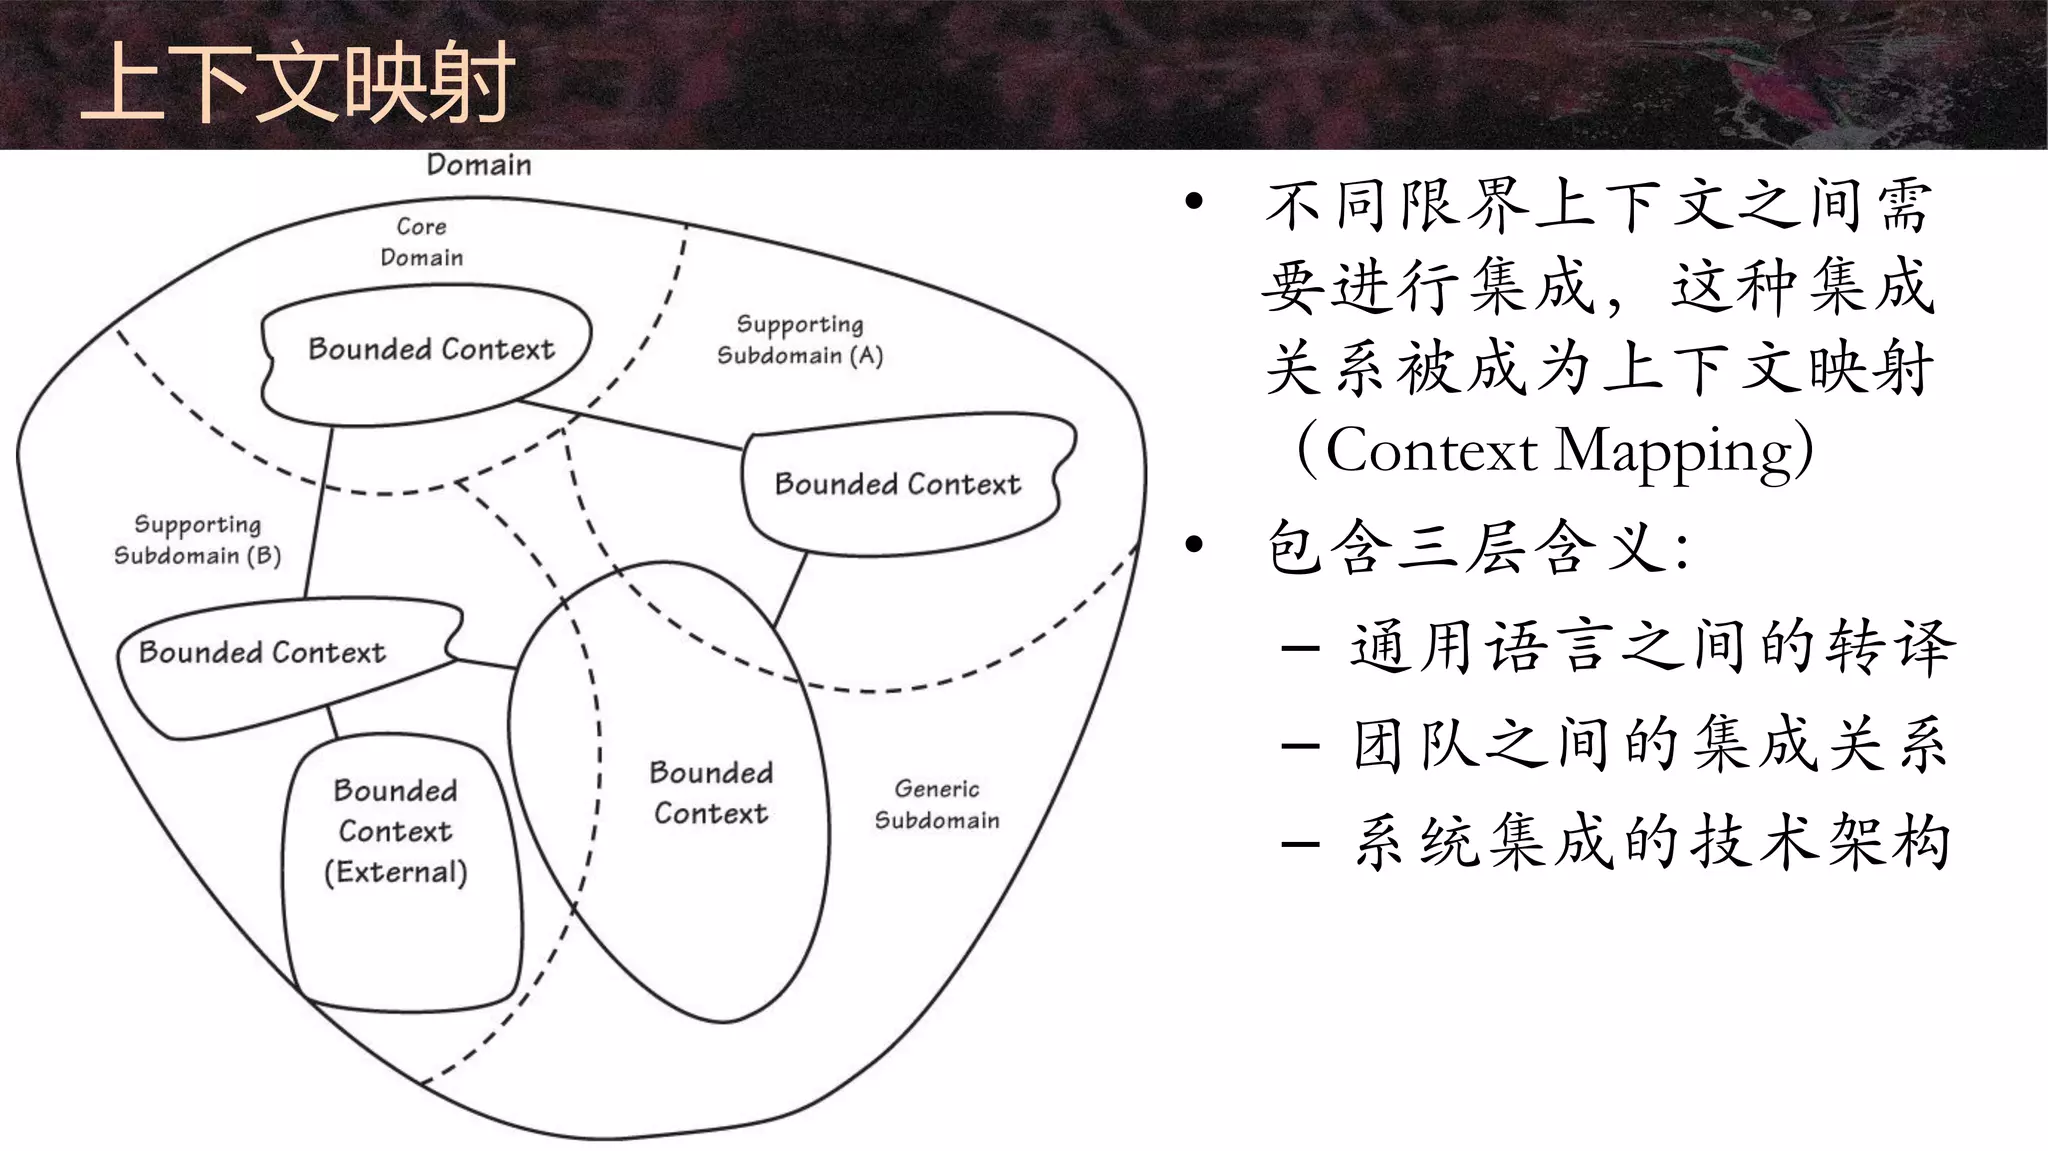 上下文映射
Domain
Core
Domain
Bounded Context
Supporting
Subdomain (A)
Bounded Context
Supporting
Subdomain (B)
Bounded Context
Bounded
Context
(External)
Bounded
Context
Generic
Subdomain
• 不同限界上下文之间需
要进行集成，这种集成
关系被成为上下文映射
（Context Mapping）
• 包含三层含义：
– 通用语言之间的转译
– 团队之间的集成关系
– 系统集成的技术架构